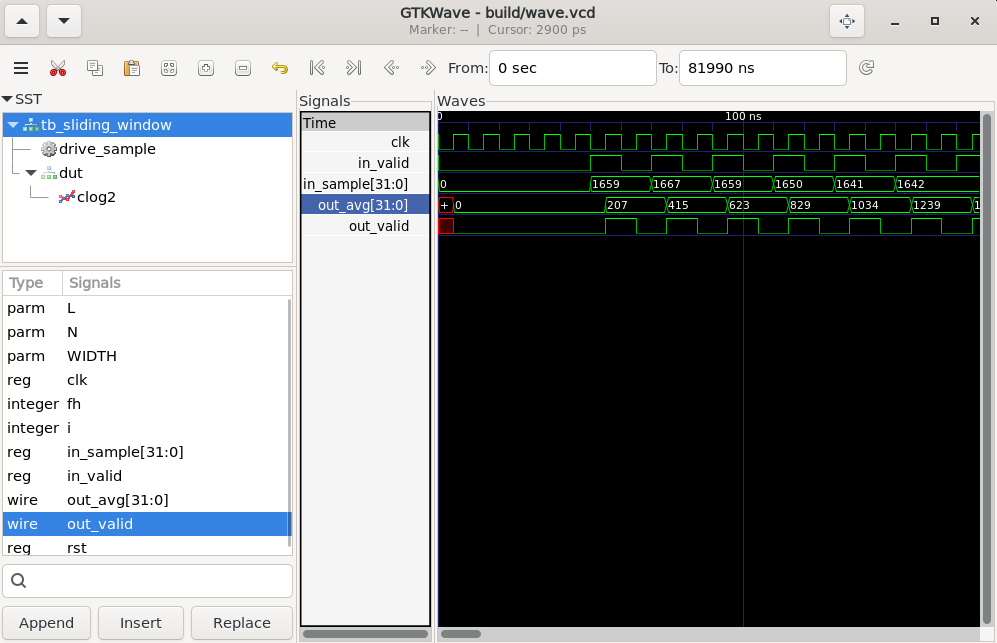 GTKWave - build/wave.vcd
Marker: -- | Cursor: 2900 ps
From: 0 sec To: 81990 ns
SST
tb_sliding_window
drive_sample
dut
clog2
Type Signals
parm L
parm N
parm WIDTH
reg clk
integer fh
integer i
reg in_sample[31:0]
reg in_valid
wire out_avg[31:0]
wire out_valid
reg rst
Append Insert Replace
Signals
Time
clk
in_valid
in_sample[31:0]
out_avg[31:0]
out_valid
Waves
0 100 ns
0 1659 1667 1659 1650 1641 1642
+ 0 207 415 623 829 1034 1239